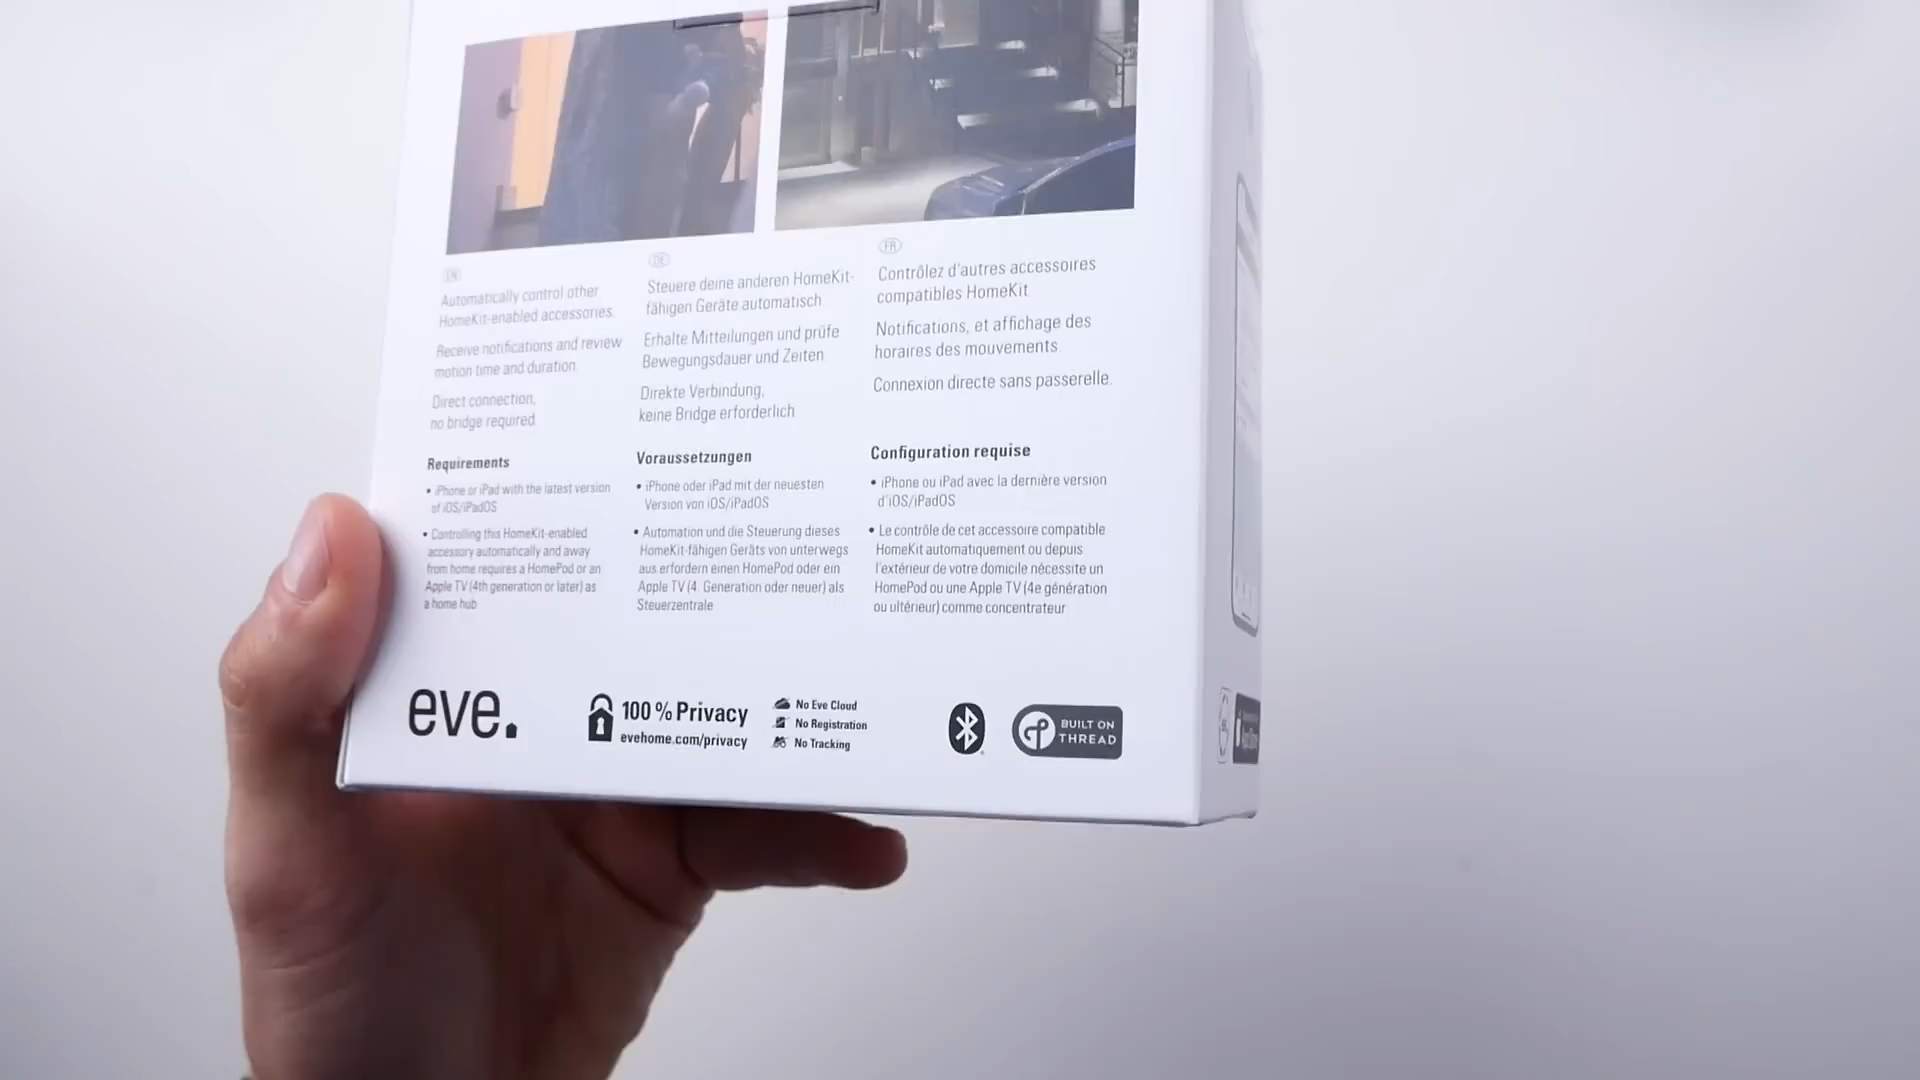 EN
Automatically control other
HomeKit-enabled accessories.
Receive notifications and review
motion time and duration.
Direct connection,
no bridge required.
Requirements
• iPhone or iPad with the latest version
of iOS/iPadOS
• Controlling this HomeKit-enabled
accessory automatically and away
from home requires a HomePod or an
Apple TV (4th generation or later) as
a home hub
DE
Steuere deine anderen HomeKit-
fähigen Geräte automatisch
Erhalte Mitteilungen und prüfe
Bewegungsdauer und Zeiten
Direkte Verbindung,
keine Bridge erforderlich
Voraussetzungen
• iPhone oder iPad mit der neuesten
Version von iOS/iPadOS
• Automation und die Steuerung dieses
HomeKit-fähigen Geräts von unterwegs
aus erfordern einen HomePod oder ein
Apple TV (4. Generation oder neuer) als
Steuerzentrale
FR
Contrôlez d'autres accessoires
compatibles HomeKit
Notifications, et affichage des
horaires des mouvements.
Connexion directe sans passerelle.
Configuration requise
• iPhone ou iPad avec la dernière version
d'iOS/iPadOS
• Le contrôle de cet accessoire compatible
HomeKit automatiquement ou depuis
l'extérieur de votre domicile nécessite un
HomePod ou une Apple TV (4e génération
ou ultérieur) comme concentrateur
eve.
100 % Privacy
evehome.com/privacy
No Eve Cloud
No Registration
No Tracking
BUILT ON
THREAD